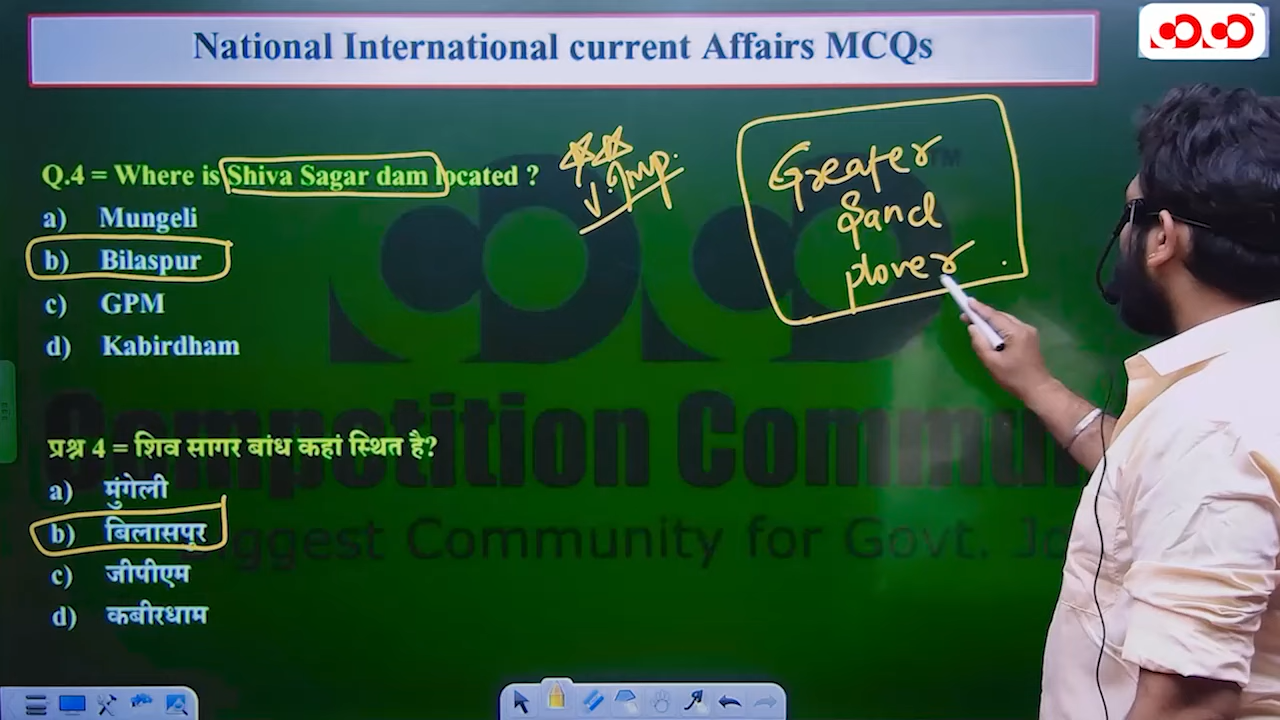 National International current Affairs MCQs
Q.4 = Where is Shiva Sagar dam located ?
a) Mungeli
b) Bilaspur
c) GPM
d) Kabirdham
V. Imp.
Greater
Sand
plover
प्रश्न 4 = शिव सागर बांध कहां स्थित है?
a) मुंगेली
b) बिलासपुर
c) जीपीएम
d) कबीरधाम
Competition Commun
ggest Community for Govt. Jo